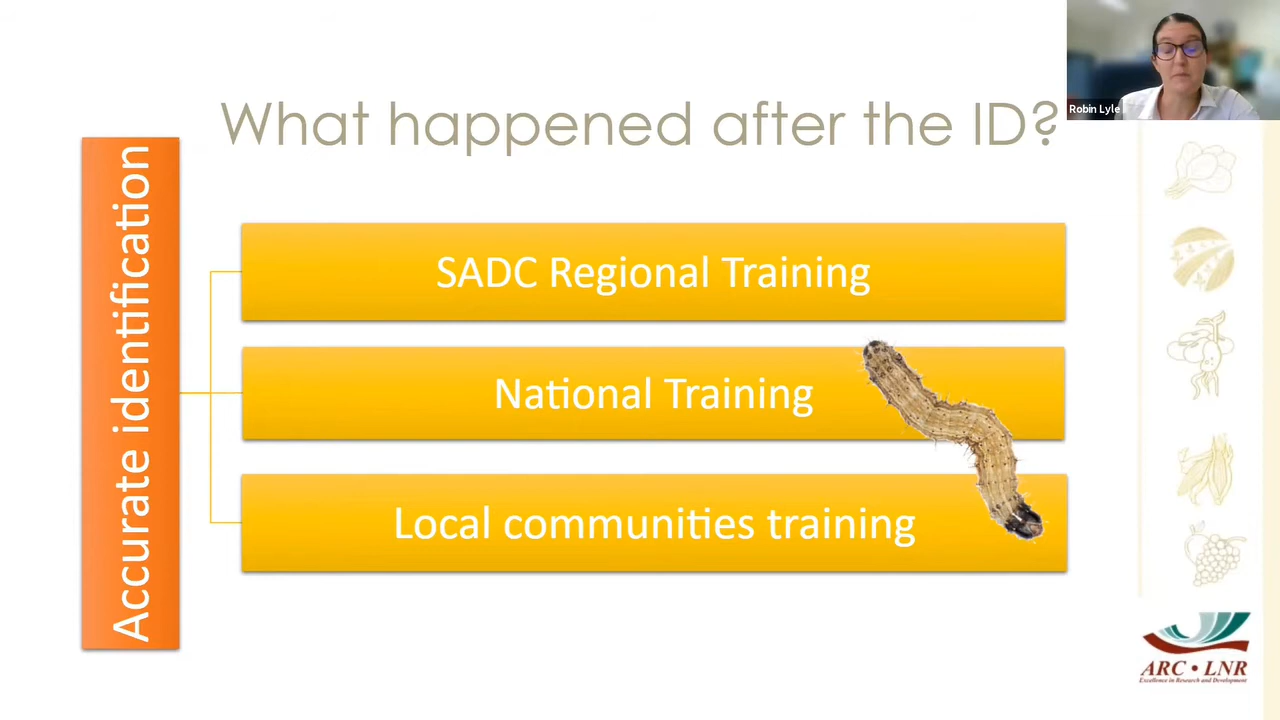 What happened after the ID?
Robin Lyle
Accurate identification
SADC Regional Training
National Training
Local communities training
ARC • LNR
Excellence in Research and Development